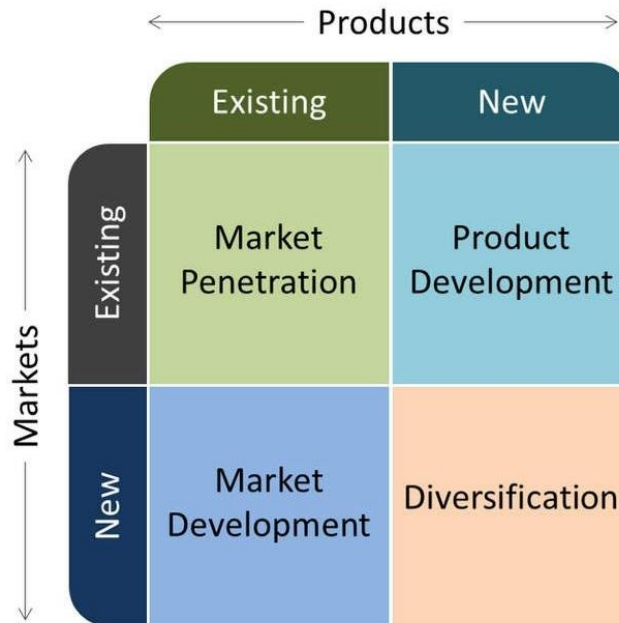 Products
Existing
New
Markets
Existing
Market
Penetration
Product
Development
New
Market
Development
Diversification